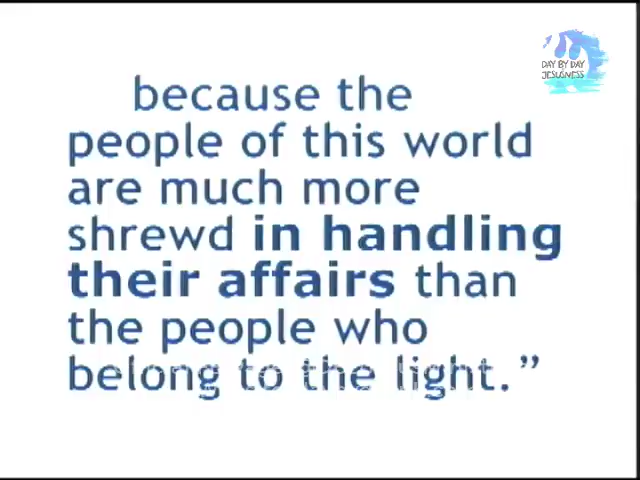 DAY BY DAY
JESUSNESS
because the
people of this world
are much more
shrewd in handling
their affairs than
the people who
belong to the light.”